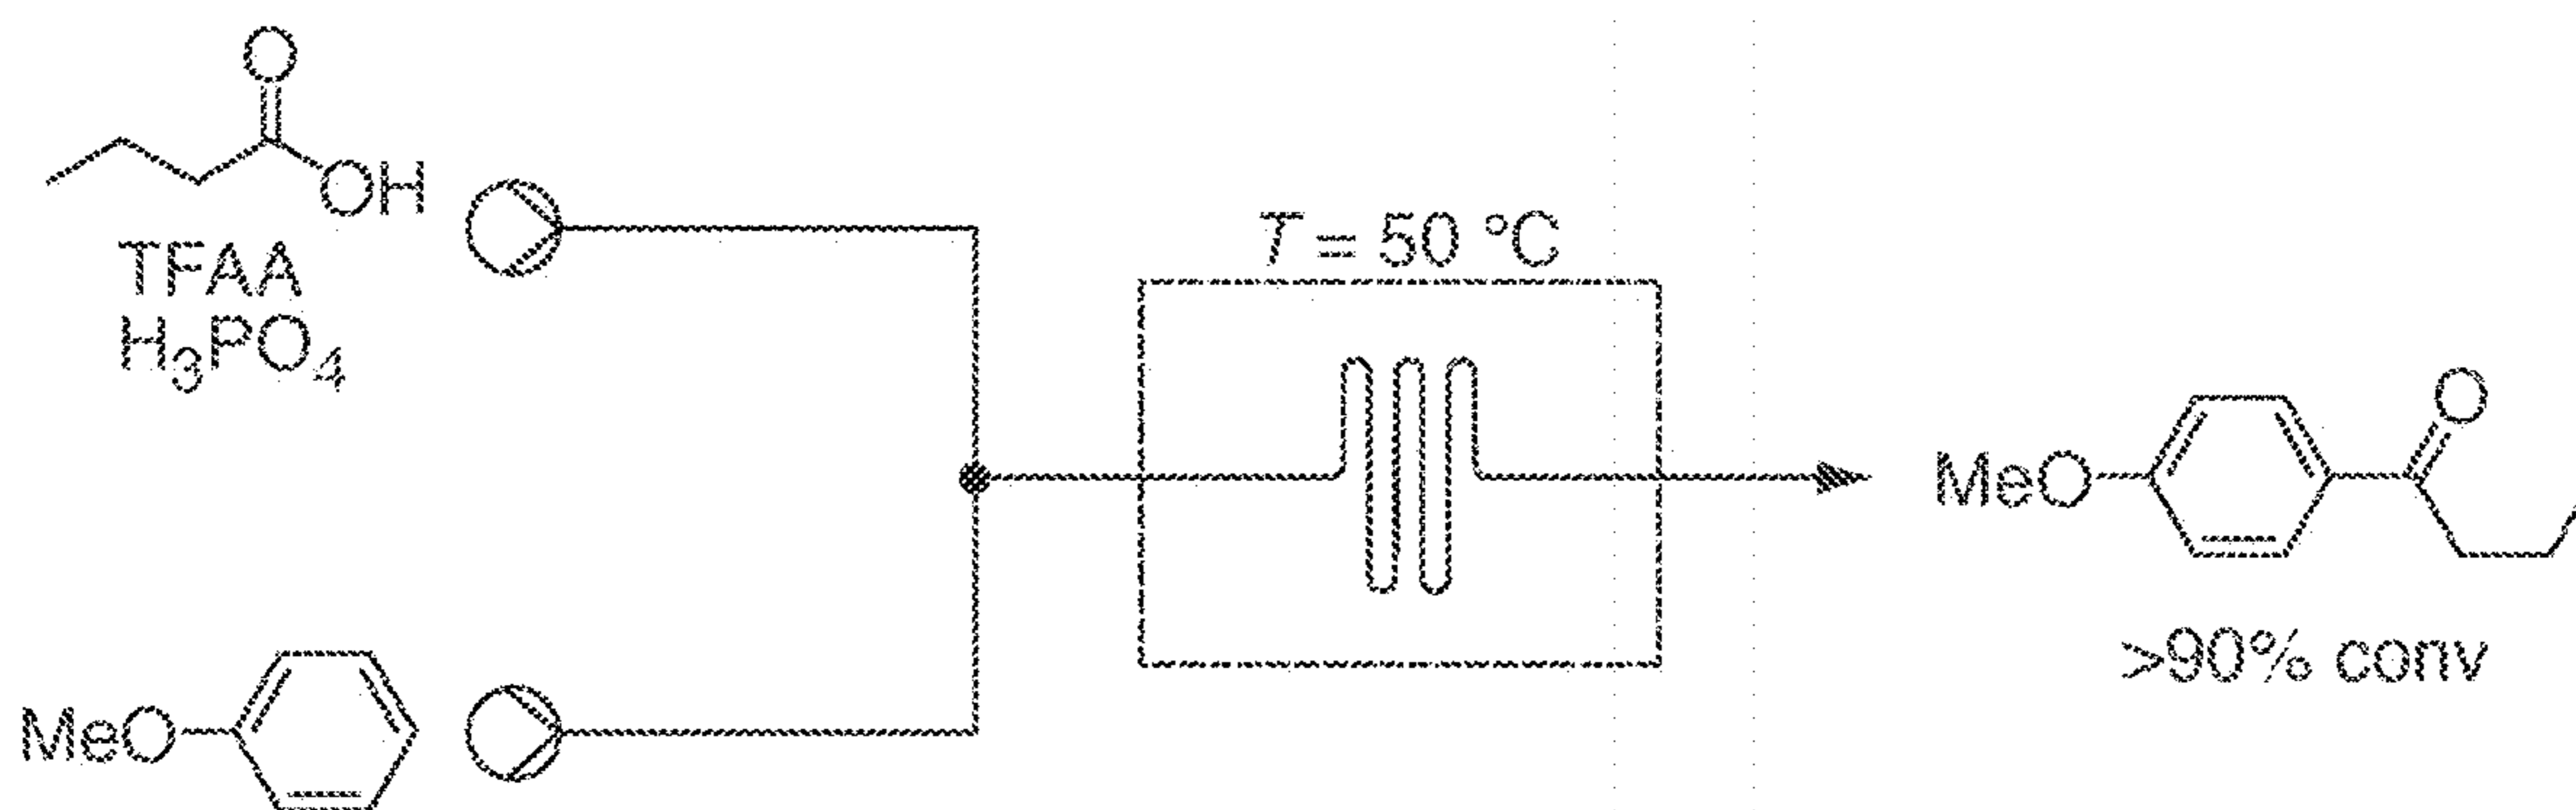 O
OH
TFAA
H₃PO₄
MeO
T = 50 °C
O
MeO
>90% conv